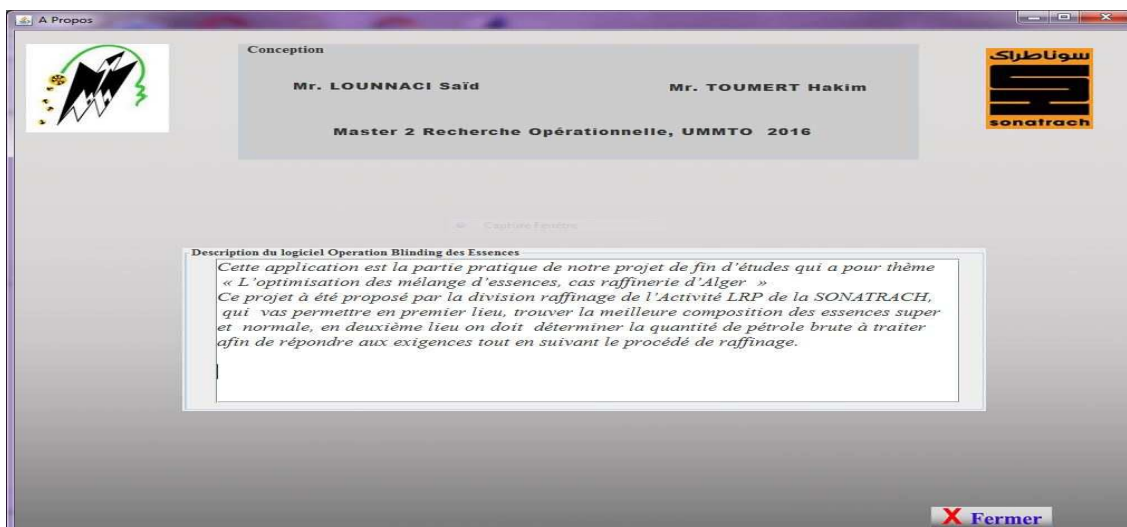 A Propos
Conception
Mr. LOUNNACI Saïd
Mr. TOUMERT Hakim
Master 2 Recherche Opérationnelle, UMMTO 2016
سوناطراك
sonatrach
Capture Fenêtre
Description du logiciel Operation Blinding des Essences
Cette application est la partie pratique de notre projet de fin d'études qui a pour thème
« L'optimisation des mélange d'essences, cas raffinerie d'Alger »
Ce projet à été proposé par la division raffinage de l'Activité LRP de la SONATRACH,
qui vas permettre en premier lieu, trouver la meilleure composition des essences super
et normale, en deuxième lieu on doit déterminer la quantité de pétrole brute à traiter
afin de répondre aux exigences tout en suivant le procédé de raffinage.
X Fermer